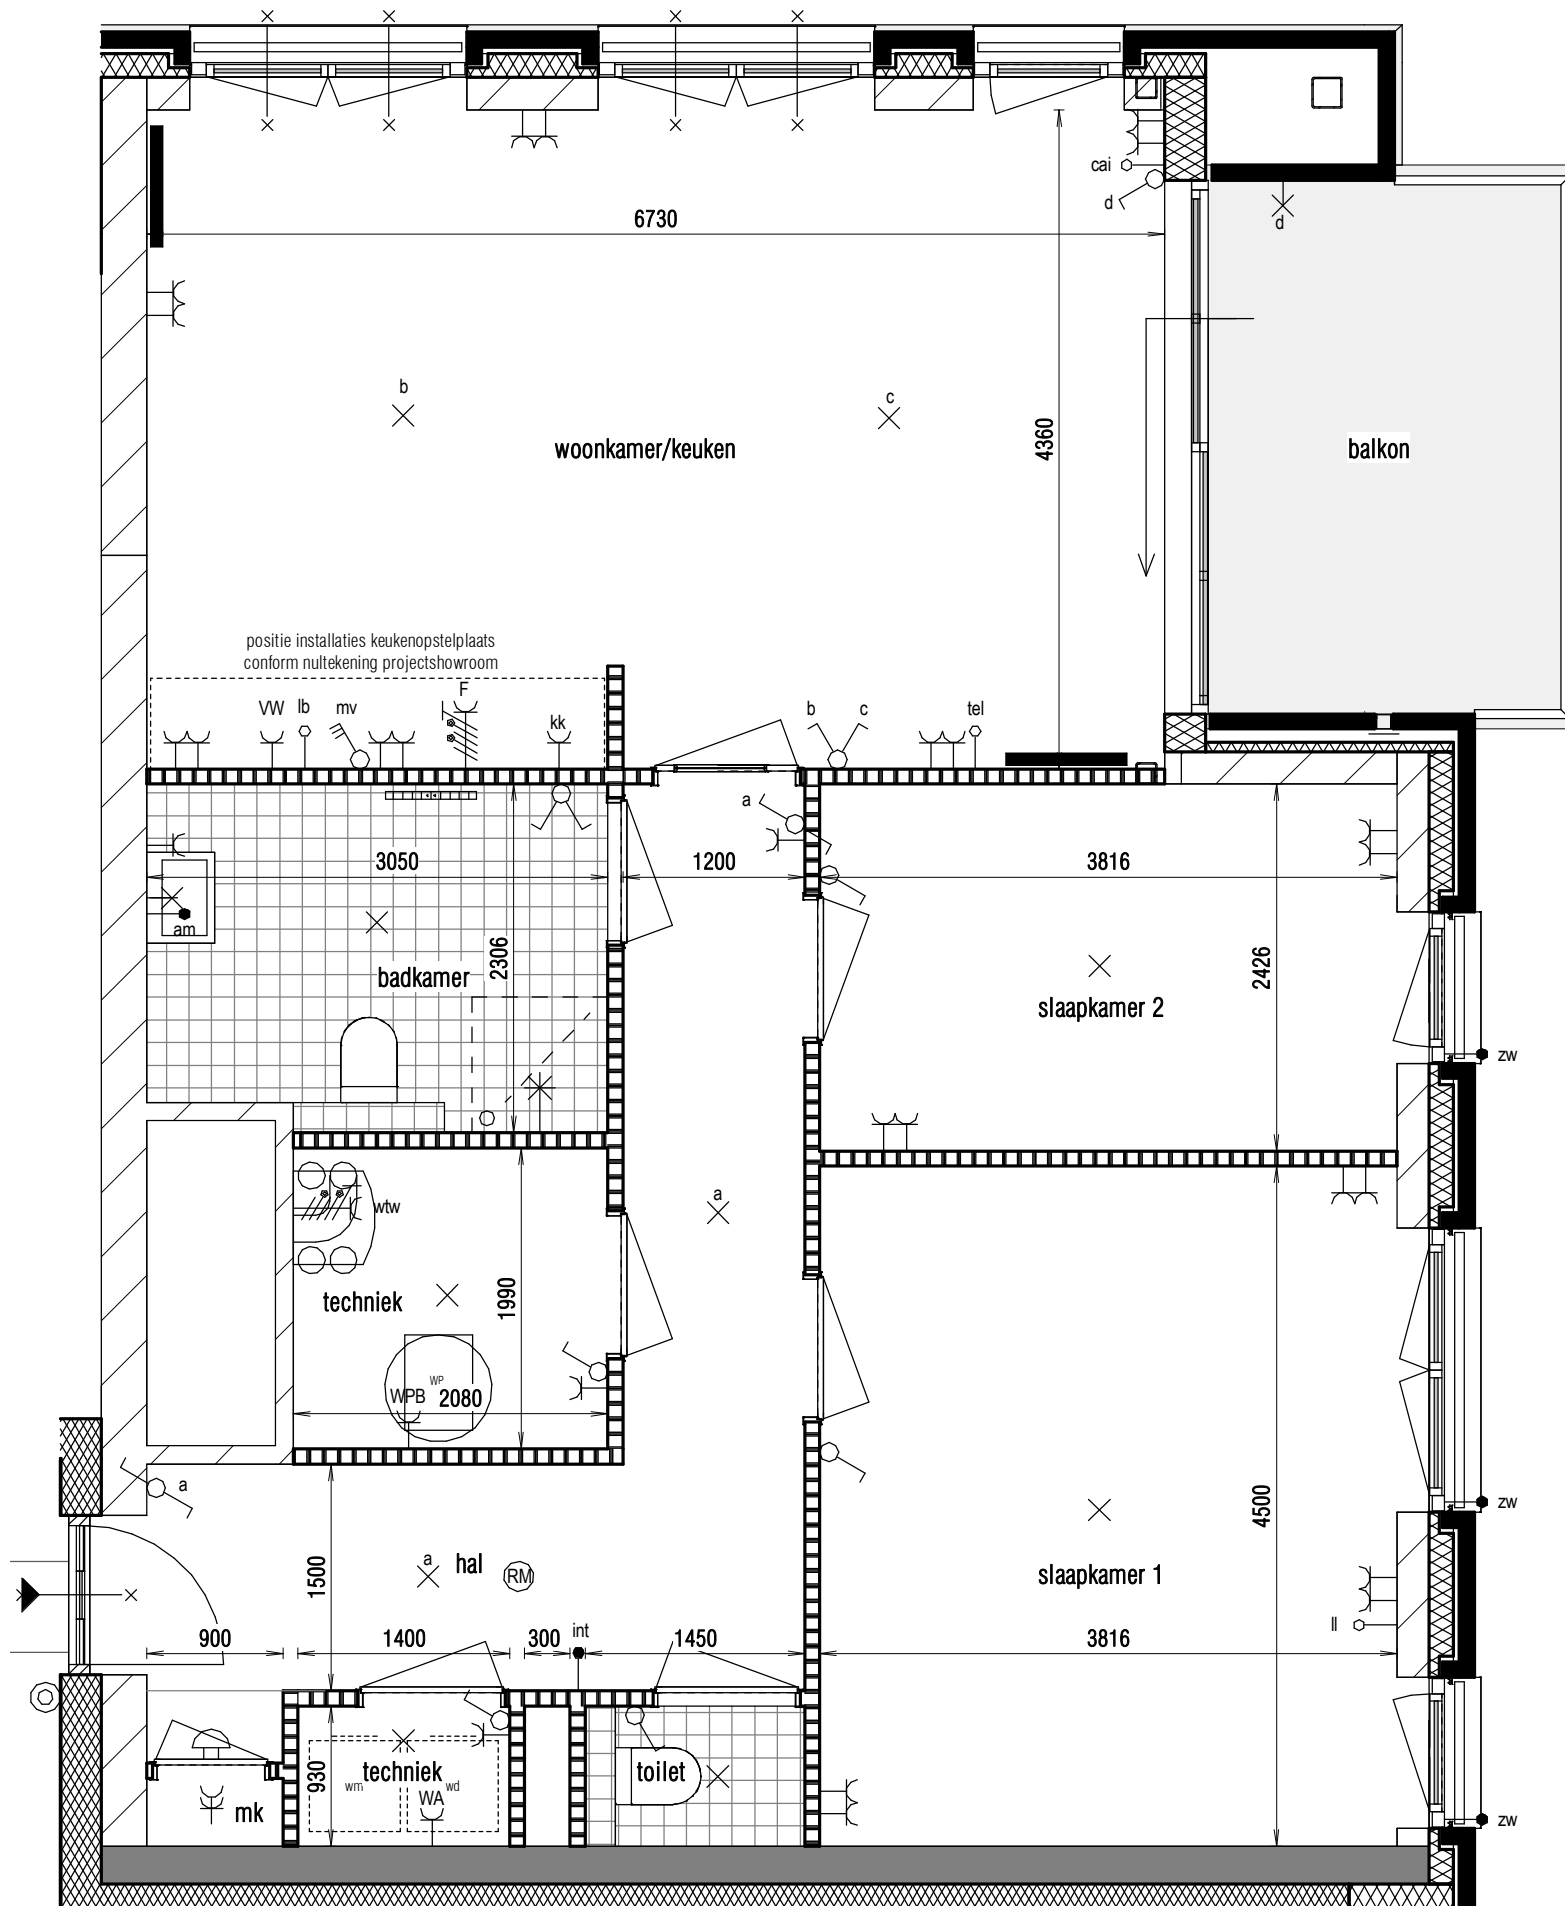 cai
d
d
6730
b
c
4360
woonkamer/keuken
balkon
positie installaties keukenopstelplaats
conform nultekening projectshowroom
VW
lb
mv
F
kk
b
c
tel
a
3050
1200
3816
am
badkamer
2306
2426
slaapkamer 2
zw
wtw
a
techniek
1990
WPB
WP
2080
a
4500
zw
1500
a
hal
RM
slaapkamer 1
900
1400
300
int
1450
3816
ll
930
techniek
wm
wd
WA
toilet
mk
zw